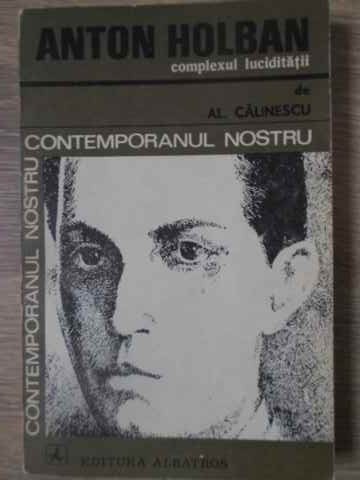 ANTON HOLBAN
complexul lucidității
de
AL. CĂLINESCU
CONTEMPORANUL NOSTRU
CONTEMPORANUL NOSTRU
EDITURA ALBATROS